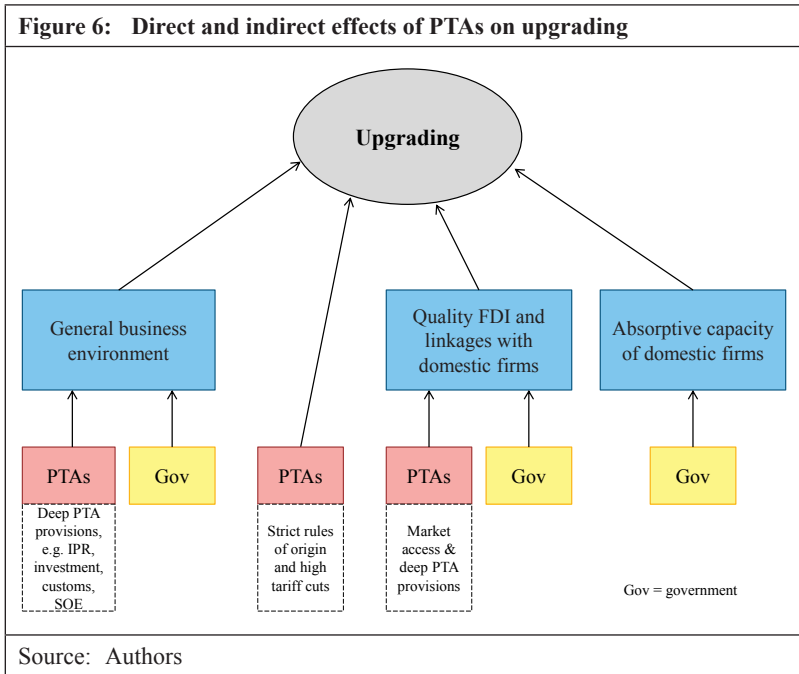 Figure 6: Direct and indirect effects of PTAs on upgrading
Upgrading
General business
environment
Quality FDI and
linkages with
domestic firms
Absorptive capacity
of domestic firms
PTAs
Gov
PTAs
PTAs
Gov
Gov
Deep PTA
provisions,
e.g. IPR,
investment,
customs,
SOE
Strict rules
of origin
and high
tariff cuts
Market
access &
deep PTA
provisions
Gov = government
Source: Authors